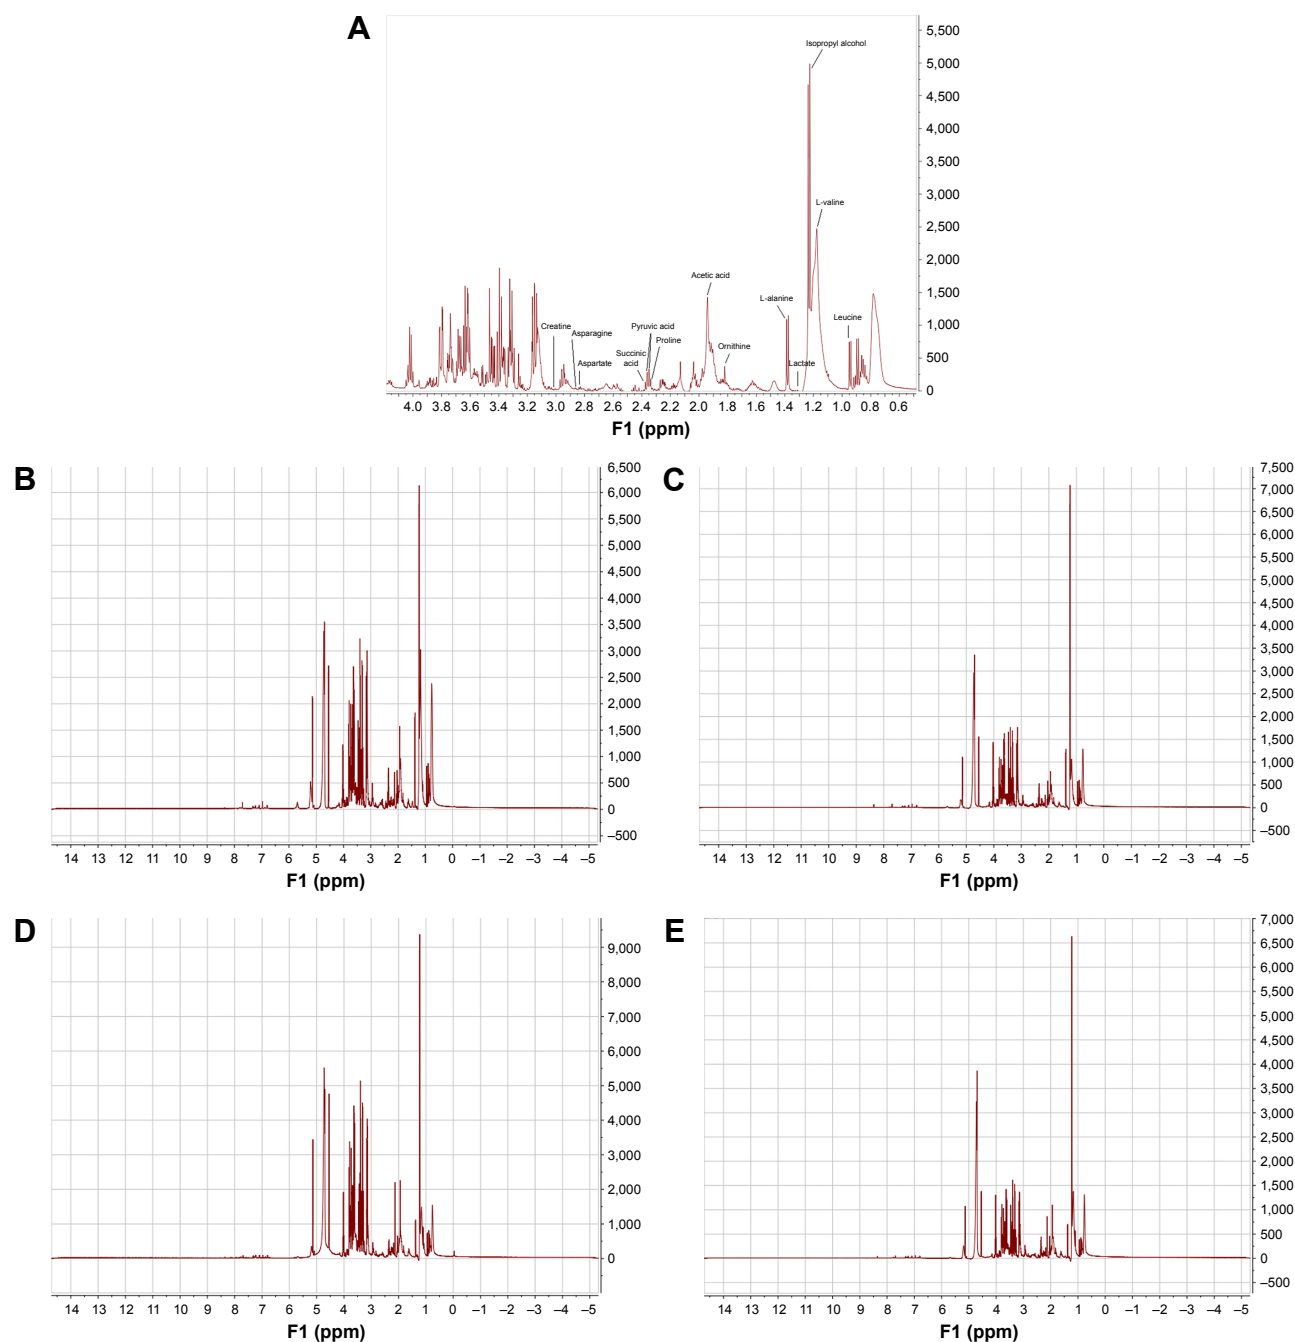 A
Isopropyl alcohol
L-valine
Acetic acid
L-alanine
Leucine
Creatine
Asparagine
Aspartate
Pyruvic acid
Succinic
acid
Proline
Ornithine
Lactate
5,500
5,000
4,500
4,000
3,500
3,000
2,500
2,000
1,500
1,000
500
0
4.0 3.8 3.6 3.4 3.2 3.0 2.8 2.6 2.4 2.2 2.0 1.8 1.6 1.4 1.2 1.0 0.8 0.6
F1 (ppm)
B
6,500
6,000
5,500
5,000
4,500
4,000
3,500
3,000
2,500
2,000
1,500
1,000
500
0
–500
14 13 12 11 10 9 8 7 6 5 4 3 2 1 0 –1 –2 –3 –4 –5
F1 (ppm)
C
7,500
7,000
6,500
6,000
5,500
5,000
4,500
4,000
3,500
3,000
2,500
2,000
1,500
1,000
500
0
–500
14 13 12 11 10 9 8 7 6 5 4 3 2 1 0 –1 –2 –3 –4 –5
F1 (ppm)
D
9,000
8,000
7,000
6,000
5,000
4,000
3,000
2,000
1,000
0
14 13 12 11 10 9 8 7 6 5 4 3 2 1 0 –1 –2 –3 –4 –5
F1 (ppm)
E
7,000
6,500
6,000
5,500
5,000
4,500
4,000
3,500
3,000
2,500
2,000
1,500
1,000
500
0
–500
14 13 12 11 10 9 8 7 6 5 4 3 2 1 0 –1 –2 –3 –4 –5
F1 (ppm)